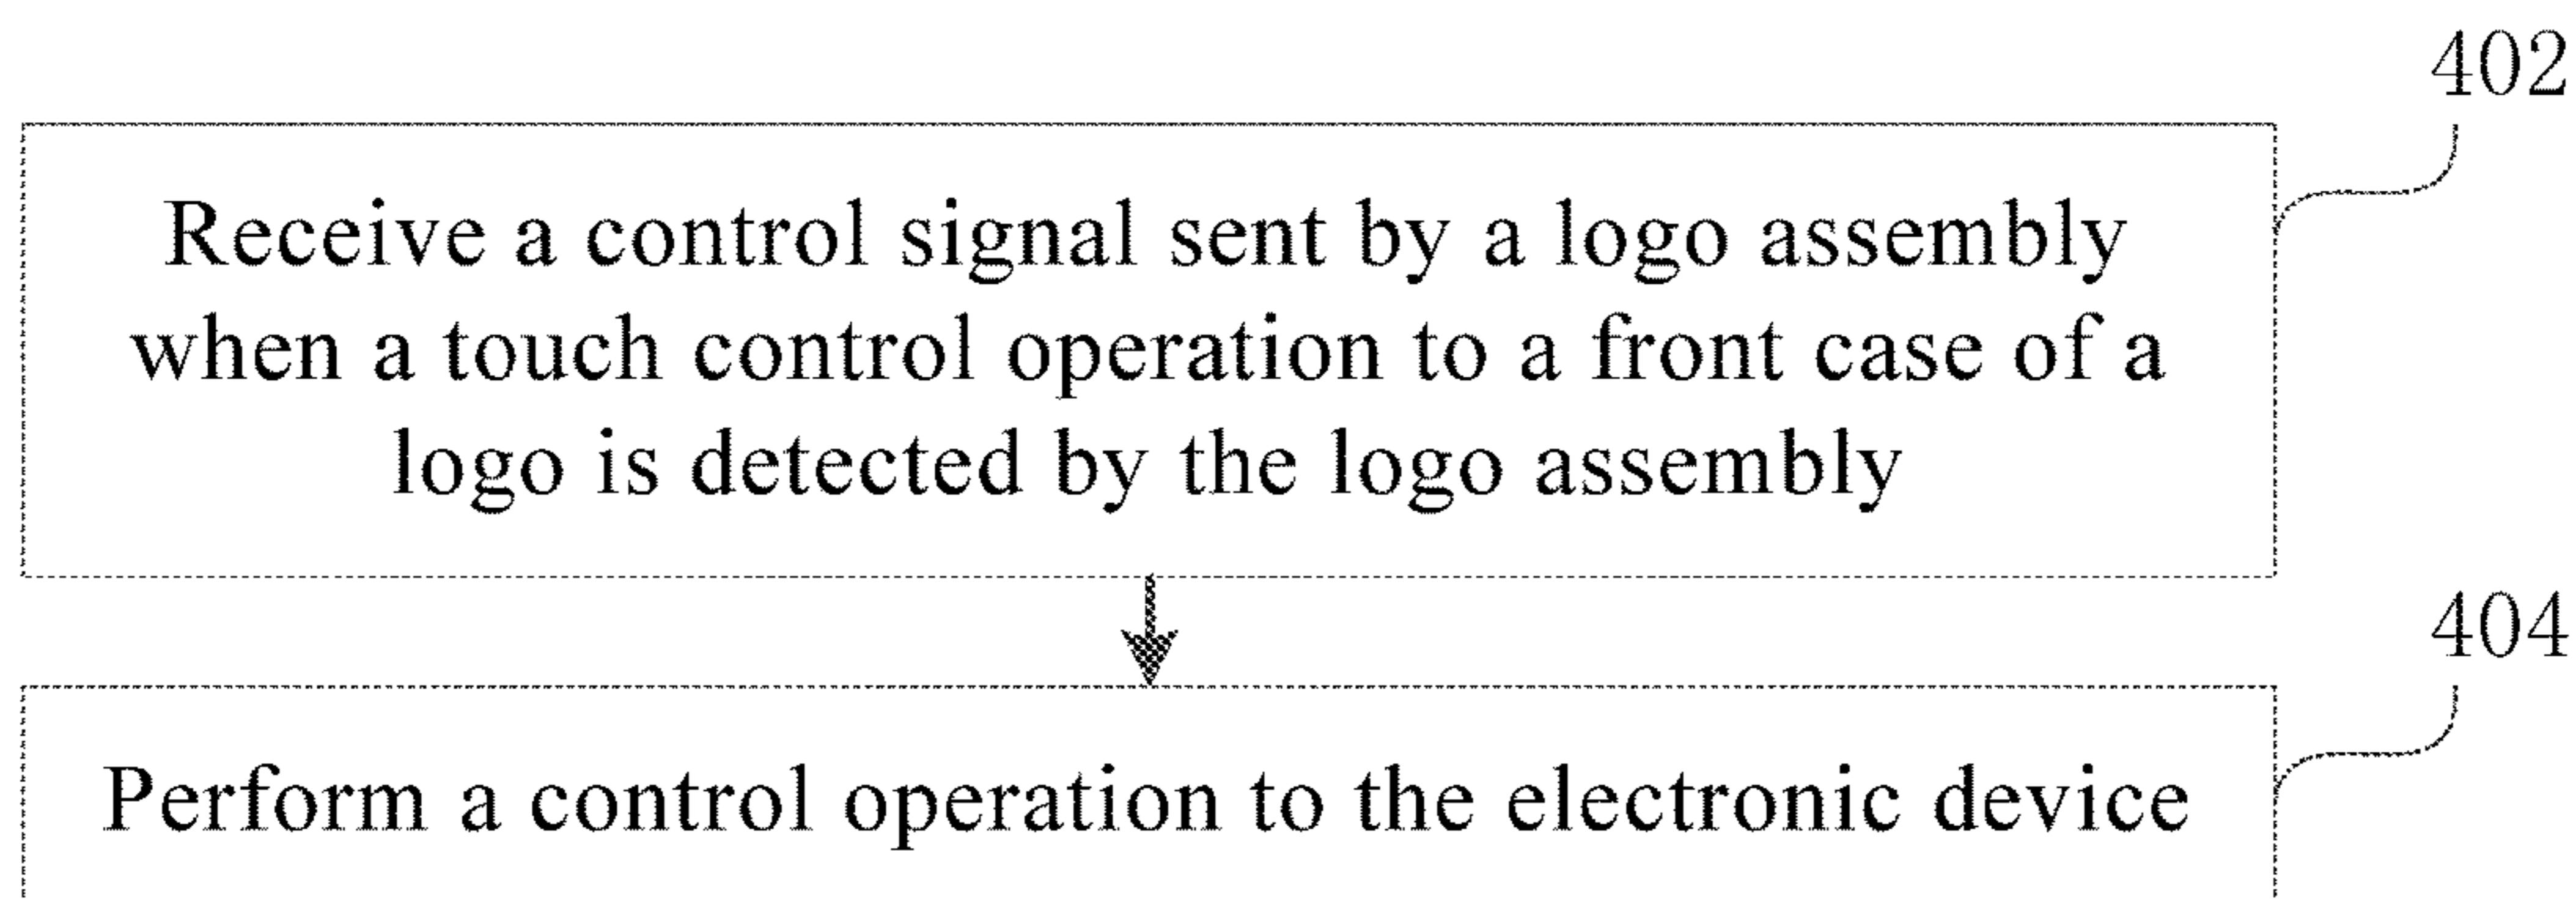 402
Receive a control signal sent by a logo assembly
when a touch control operation to a front case of a
logo is detected by the logo assembly
404
Perform a control operation to the electronic device